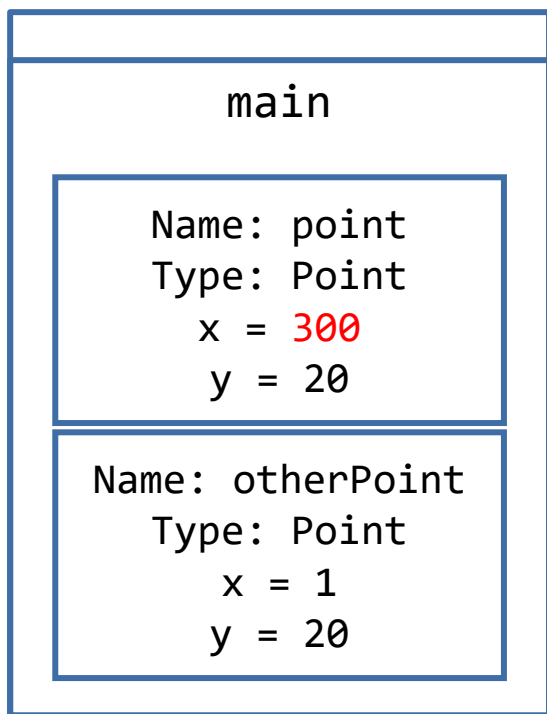 main
Name: point
Type: Point
x = 300
y = 20
Name: otherPoint
Type: Point
x = 1
y = 20